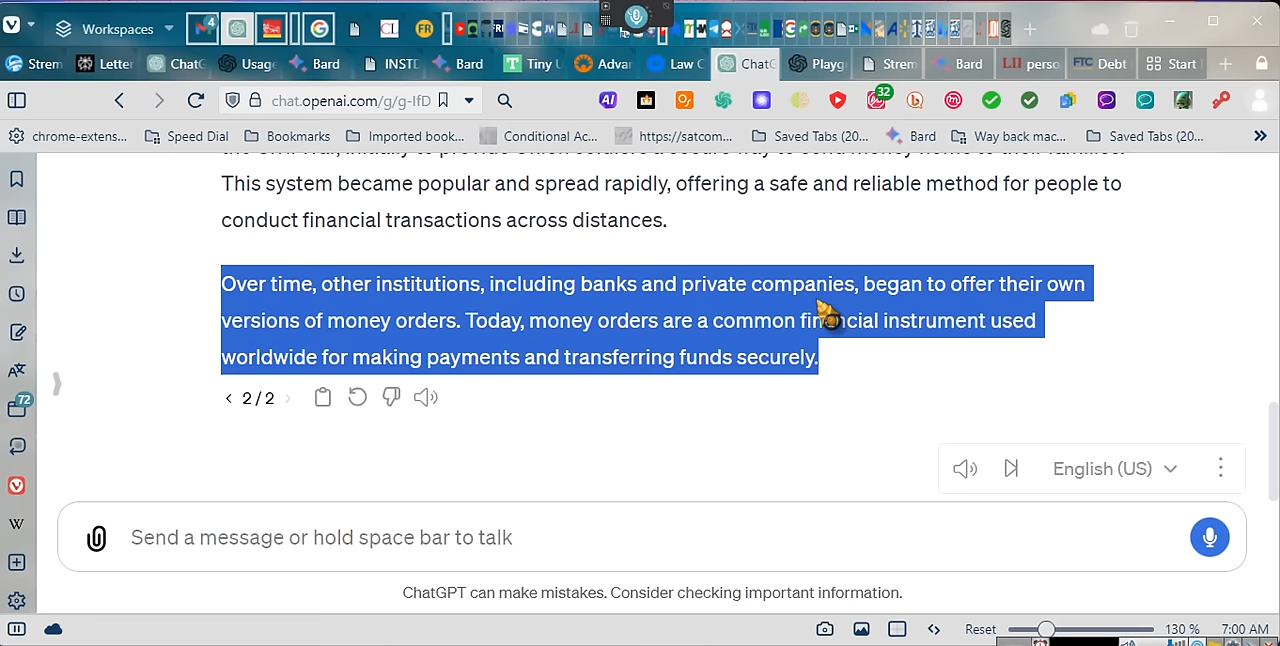 Workspaces
4
Strem
Letter
ChatG
Usage
Bard
INST
Bard
Tiny U
Advar
Law C
ChatG
Playg
Strem
Bard
LII perso
FTC Debt
Start
chat.openai.com/g/g-IfD
32
chrome-extens...
Speed Dial
Bookmarks
Imported book...
Conditional Ac...
https://satcom...
Saved Tabs (20...
Bard
Way back mac...
Saved Tabs (20...
This system became popular and spread rapidly, offering a safe and reliable method for people to
conduct financial transactions across distances.
Over time, other institutions, including banks and private companies, began to offer their own
versions of money orders. Today, money orders are a common financial instrument used
worldwide for making payments and transferring funds securely.
2 / 2
72
English (US)
Send a message or hold space bar to talk
ChatGPT can make mistakes. Consider checking important information.
Reset
130 %
7:00 AM